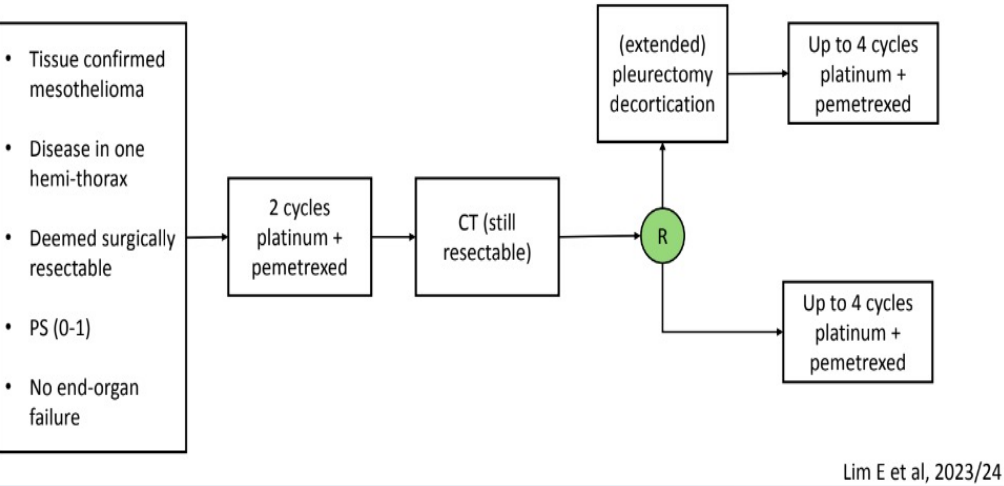 • Tissue confirmed
mesothelioma
• Disease in one
hemi-thorax
• Deemed surgically
resectable
• PS (0-1)
• No end-organ
failure
2 cycles
platinum +
pemetrexed
CT (still
resectable)
R
(extended)
pleurectomy
decortication
Up to 4 cycles
platinum +
pemetrexed
Up to 4 cycles
platinum +
pemetrexed
Lim E et al, 2023/24